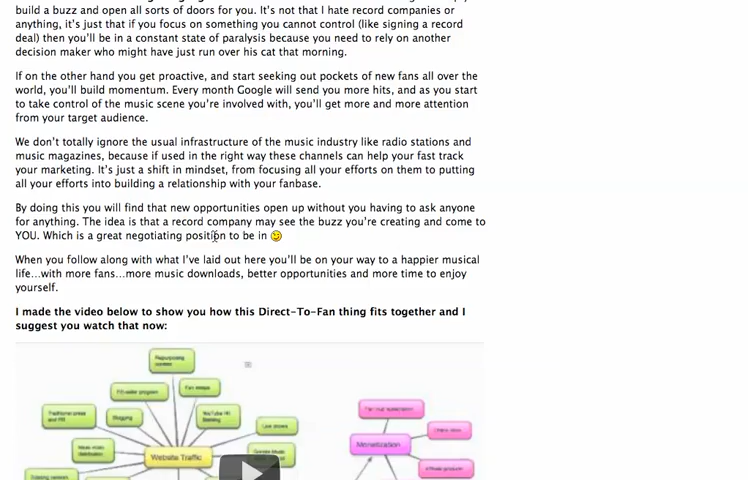 build a buzz and open all sorts of doors for you. It's not that I hate record companies or
anything, it's just that if you focus on something you cannot control (like signing a record
deal) then you'll be in a constant state of paralysis because you need to rely on another
decision maker who might have just run over his cat that morning.
If on the other hand you get proactive, and start seeking out pockets of new fans all over the
world, you'll build momentum. Every month Google will send you more hits, and as you start
to take control of the music scene you're involved with, you'll get more and more attention
from your target audience.
We don't totally ignore the usual infrastructure of the music industry like radio stations and
music magazines, because if used in the right way these channels can help your fast track
your marketing. It's just a shift in mindset, from focusing all your efforts on them to putting
all your efforts into building a relationship with your fanbase.
By doing this you will find that new opportunities open up without you having to ask anyone
for anything. The idea is that a record company may see the buzz you're creating and come to
YOU. Which is a great negotiating position to be in
When you follow along with what I've laid out here you'll be on your way to a happier musical
life...with more fans...more music downloads, better opportunities and more time to enjoy
yourself.
I made the video below to show you how this Direct-To-Fan thing fits together and I
suggest you watch that now:
Repurposing
Blogging
Live shows
Website Traffic
Monetization